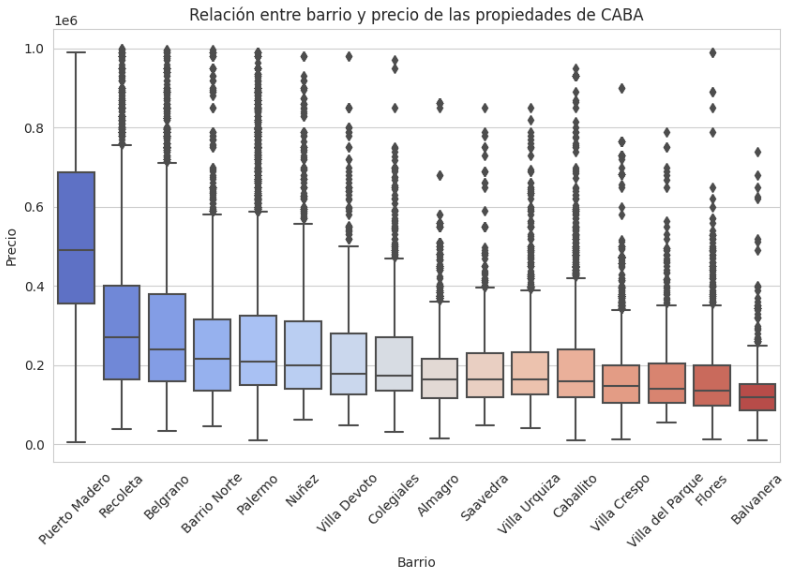 Relación entre barrio y precio de las propiedades de CABA
1e6
1.0
0.8
0.6
0.4
0.2
0.0
Precio
Puerto Madero
Recoleta
Belgrano
Barrio Norte
Palermo
Nuñez
Villa Devoto
Colegiales
Almagro
Saavedra
Villa Urquiza
Caballito
Villa Crespo
Villa del Parque
Flores
Balvanera
Barrio